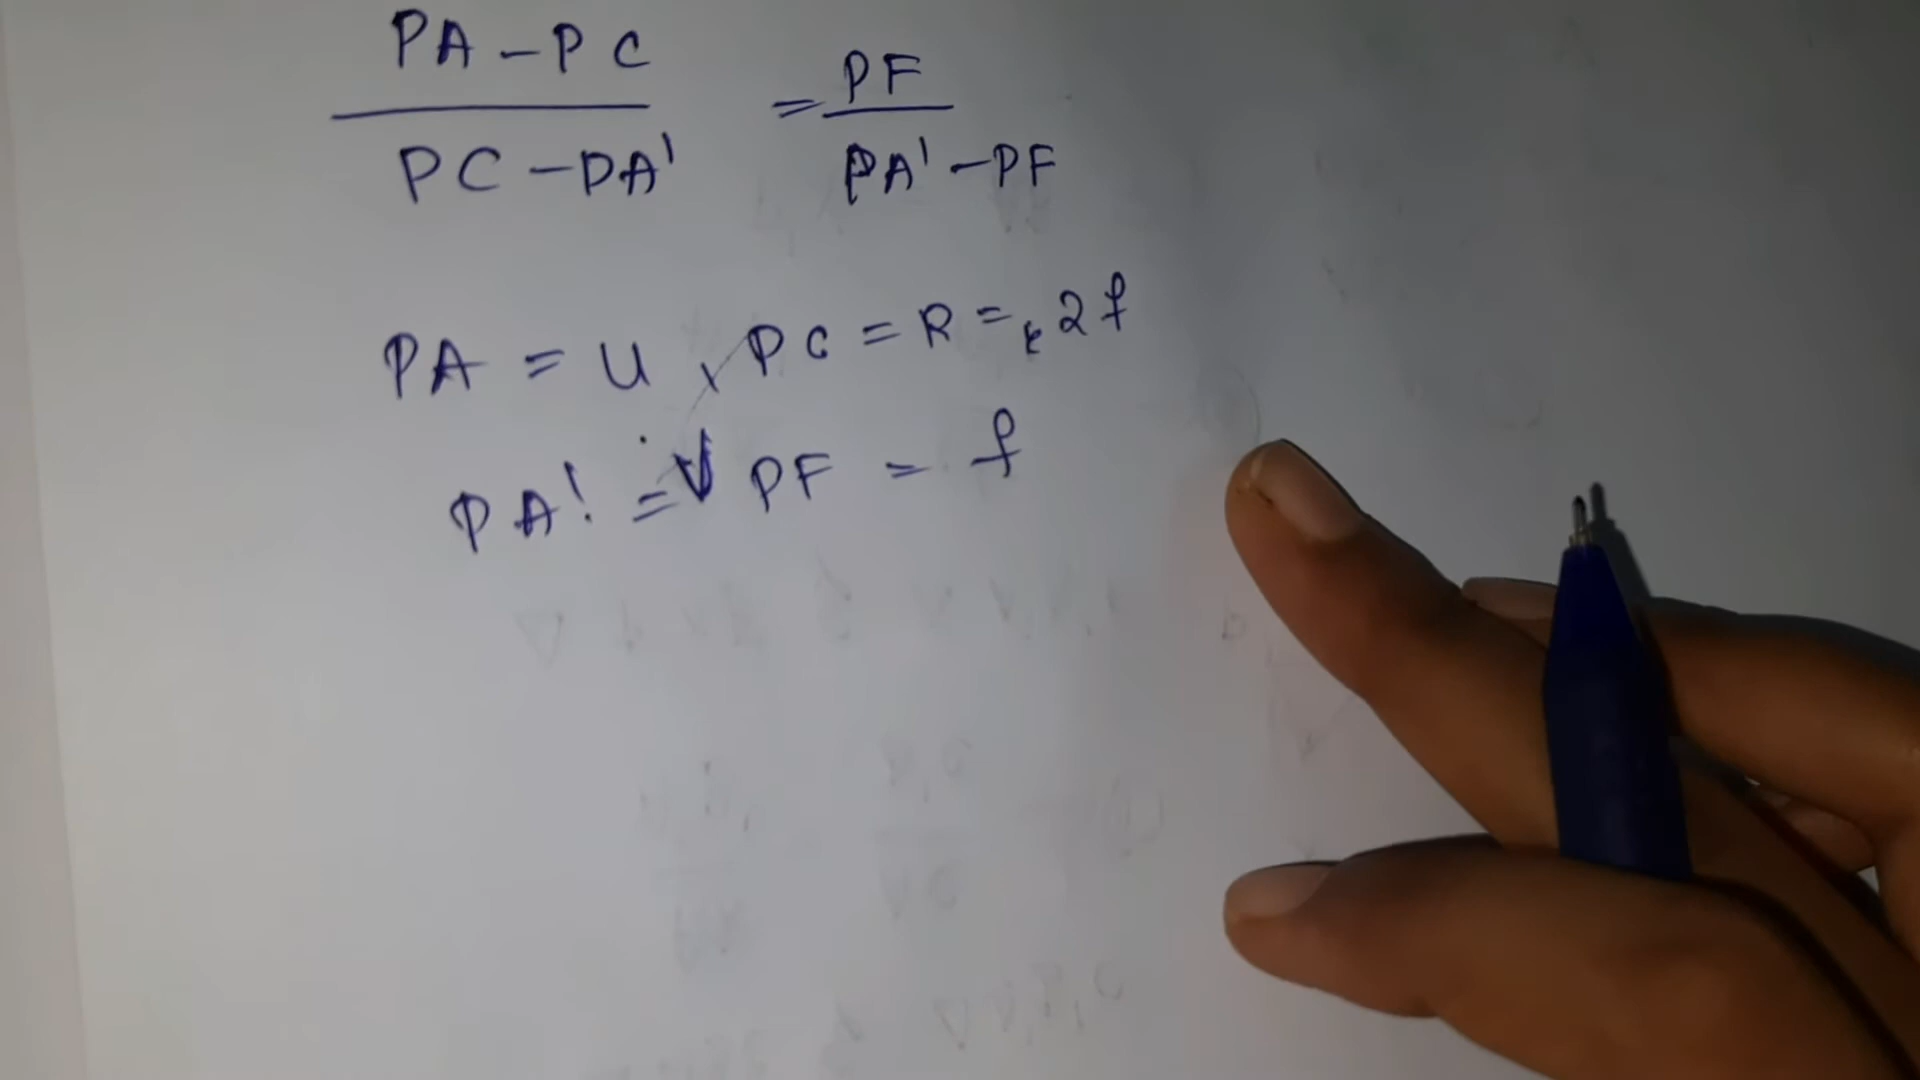 PA - PC = PF
PC - PA' PA' - PF
PA = u, PC = R = 2f
PA' = v PF = f